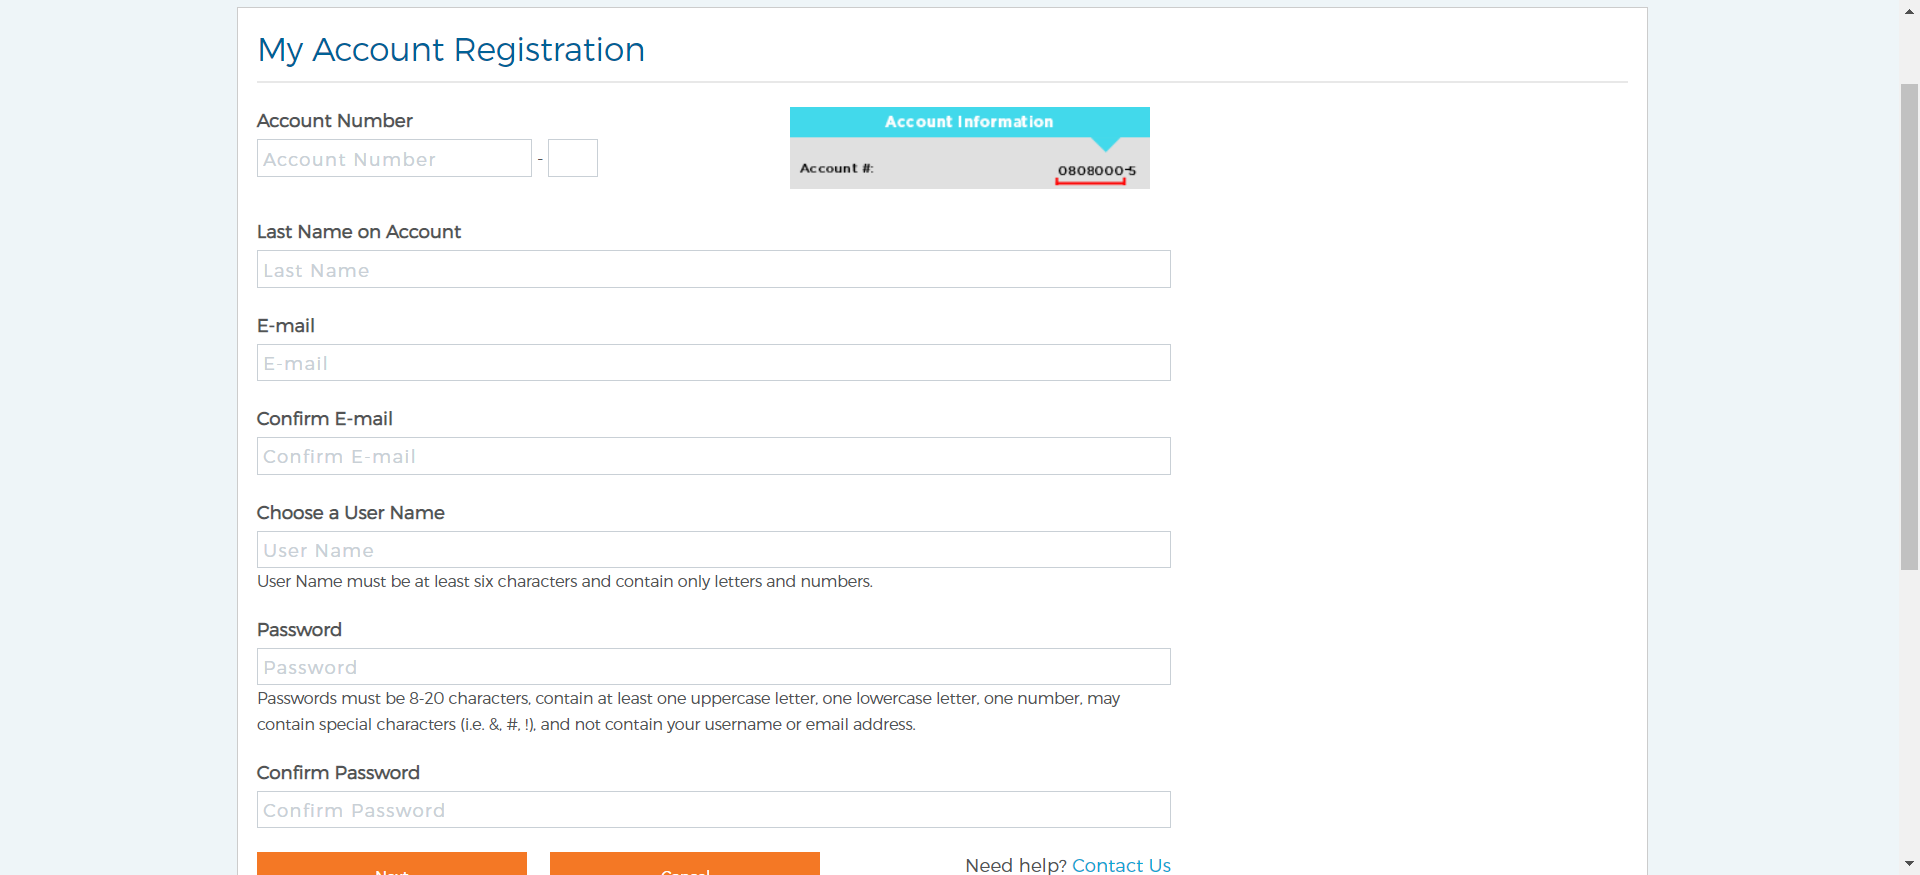 My Account Registration
Account Number
Account Number
-
Account Information
Account #:
0808000-5
Last Name on Account
Last Name
E-mail
E-mail
Confirm E-mail
Confirm E-mail
Choose a User Name
User Name
User Name must be at least six characters and contain only letters and numbers.
Password
Password
Passwords must be 8-20 characters, contain at least one uppercase letter, one lowercase letter, one number, may
contain special characters (i.e. &, #, !), and not contain your username or email address.
Confirm Password
Confirm Password
Next
Cancel
Need help? Contact Us